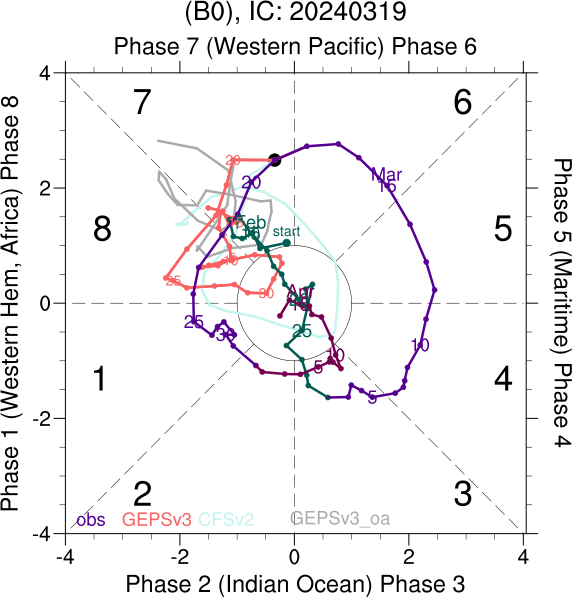 (B0), IC: 20240319
Phase 7 (Western Pacific) Phase 6
4
2
0
-2
-4
-4
-2
0
2
4
Phase 1 (Western Hem, Africa) Phase 8
Phase 5 (Maritime) Phase 4
7
6
8
5
1
4
2
3
20
20
Mar
15
Feb
start
25
25
30
Apr
25
10
5
10
5
obs
GEPSv3
CFSv2
GEPSv3_oa
Phase 2 (Indian Ocean) Phase 3